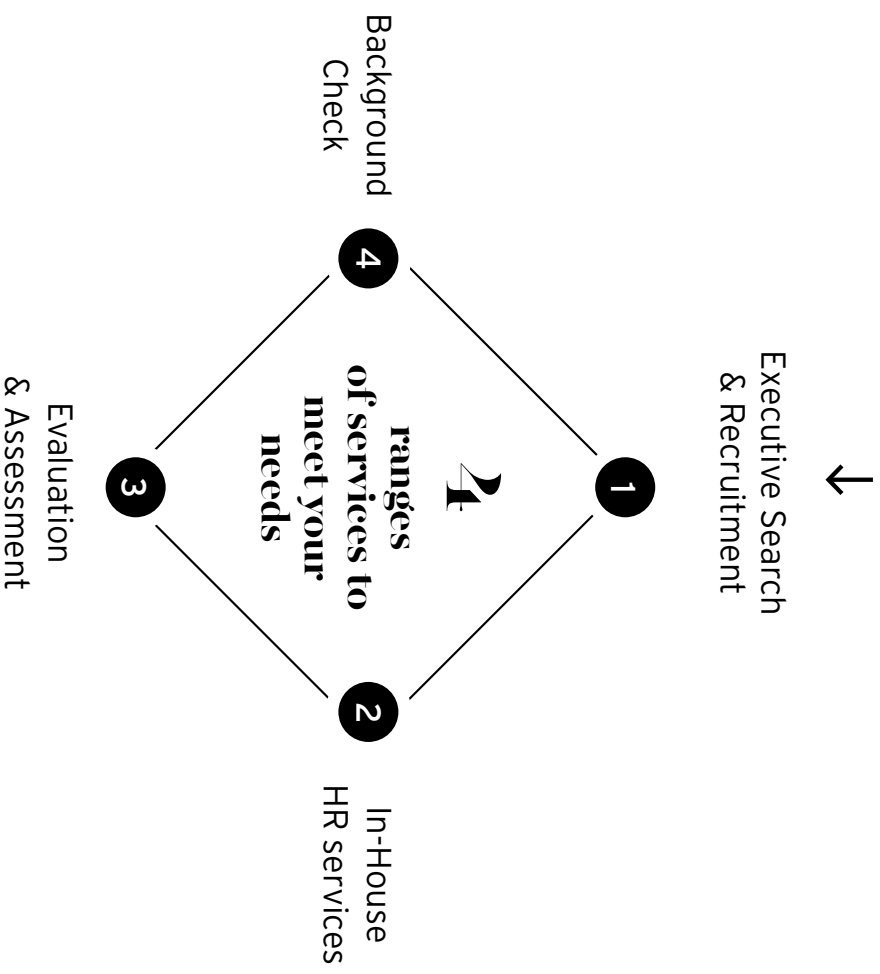 Executive Search
& Recruitment
1
4
ranges
of services to
meet your
needs
Background
Check
4
2
In-House
HR services
3
Evaluation
& Assessment